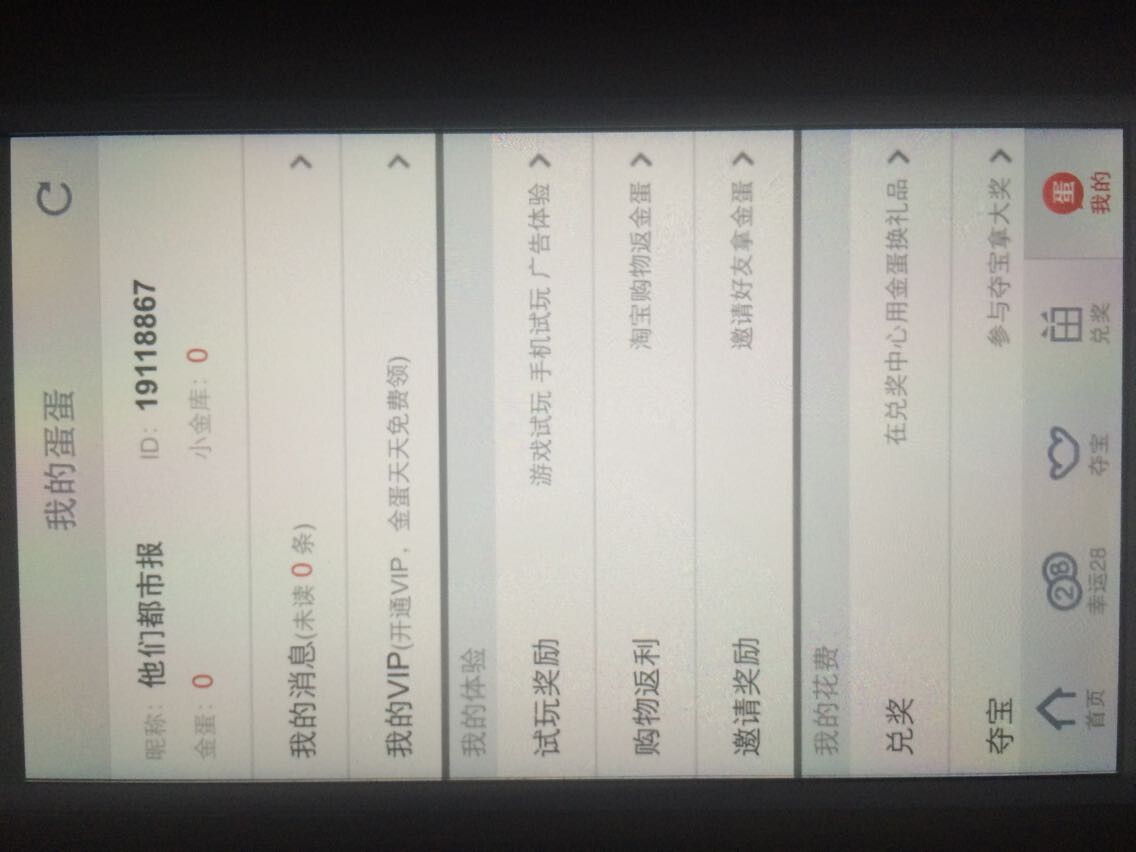 我的蛋蛋
昵称：他们都市报 ID：19118867
金蛋：0 小金库：0
我的消息(未读 0 条)
我的VIP(开通VIP，金蛋天天免费领)
我的体验
试玩奖励 游戏试玩 手机试玩 广告体验
购物返利 淘宝购物返金蛋
邀请奖励 邀请好友拿金蛋
我的花费
兑奖 在兑奖中心用金蛋换礼品
夺宝 参与夺宝拿大奖
28 蛋
首页 幸运28 夺宝 兑奖 我的